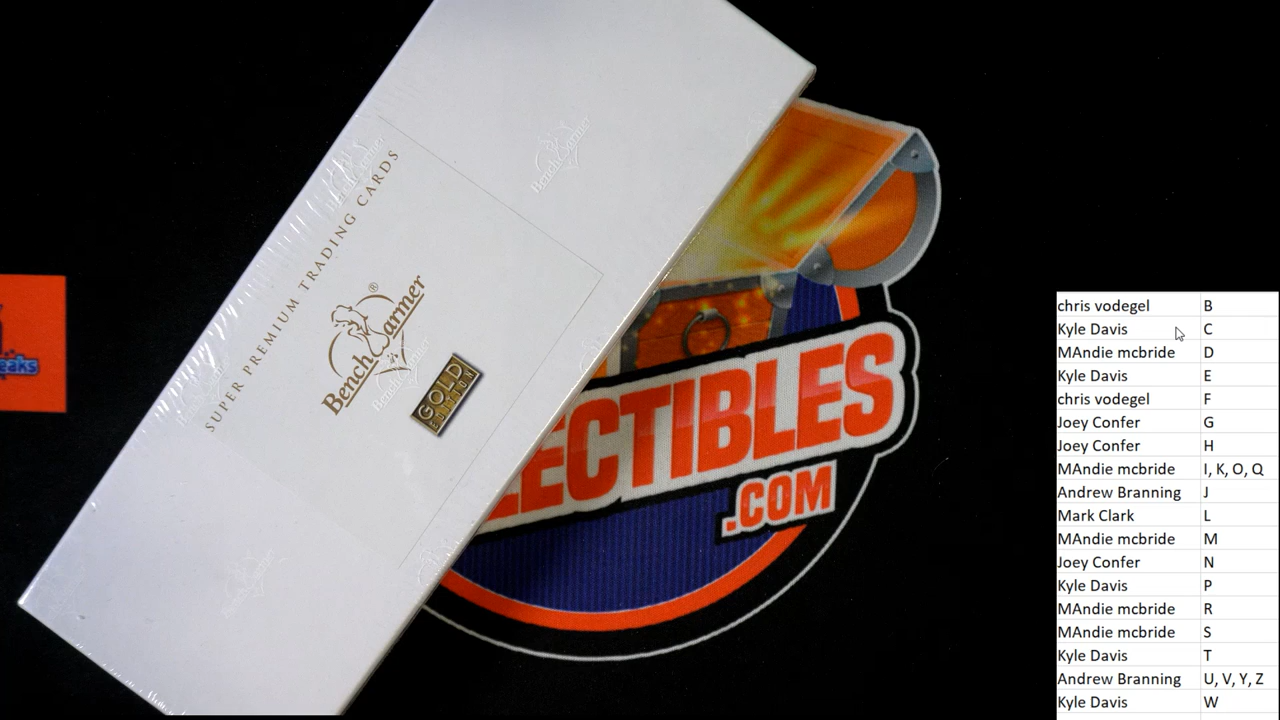 SUPER PREMIUM TRADING CARDS
BenchWarmer
®
GOLD
EDITION
LECTIBLES
.COM
eaks
chris vodegel B
Kyle Davis C
MAndie mcbride D
Kyle Davis E
chris vodegel F
Joey Confer G
Joey Confer H
MAndie mcbride I, K, O, Q
Andrew Branning J
Mark Clark L
MAndie mcbride M
Joey Confer N
Kyle Davis P
MAndie mcbride R
MAndie mcbride S
Kyle Davis T
Andrew Branning U, V, Y, Z
Kyle Davis W